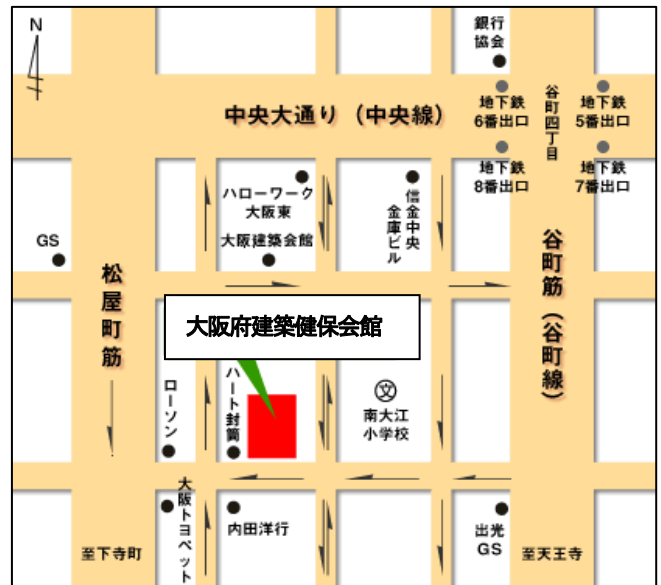 N
銀行
協会
中央大通り（中央線）
地下鉄
6番出口
谷町四丁目
地下鉄
5番出口
地下鉄
8番出口
地下鉄
7番出口
ハローワーク
大阪東
大阪建築会館
信金中央
金庫ビル
GS
松屋町筋
谷町筋（谷町線）
大阪府建築健保会館
ローソン
ハート封筒
文
南大江
小学校
大阪トヨペット
内田洋行
出光
GS
至下寺町
至天王寺